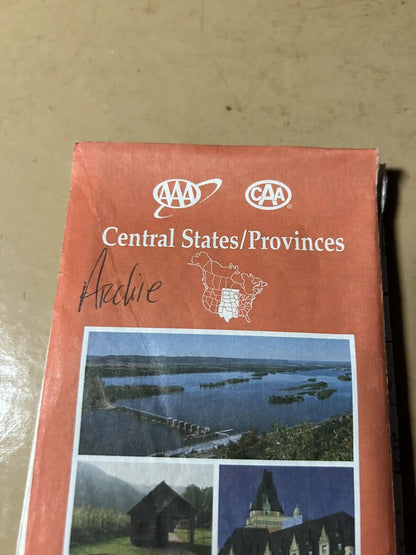 AAA CAA
Central States/Provinces
Archie